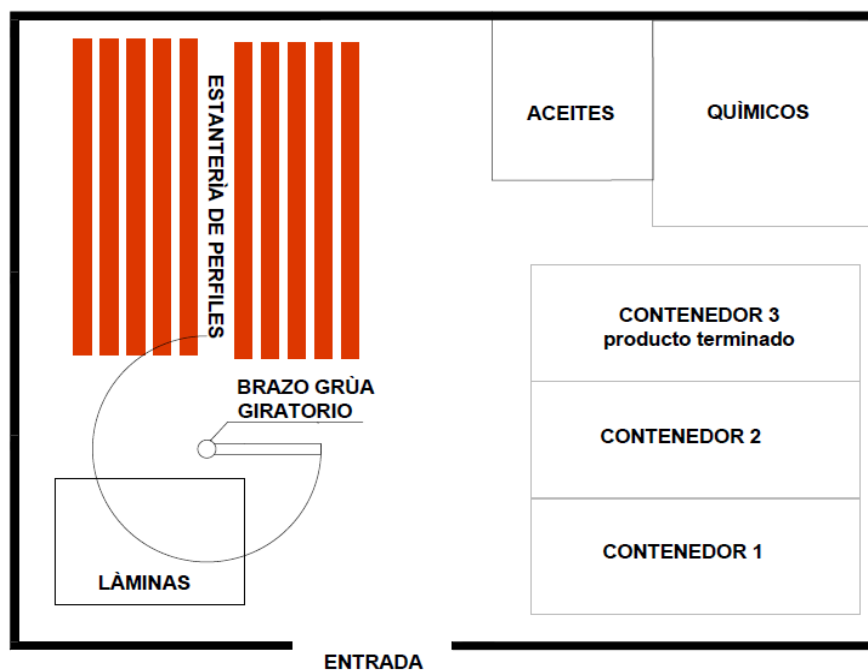 ESTANTERÌA DE PERFILES
ACEITES
QUÌMICOS
CONTENEDOR 3
producto terminado
BRAZO GRÙA
GIRATORIO
CONTENEDOR 2
CONTENEDOR 1
LÀMINAS
ENTRADA